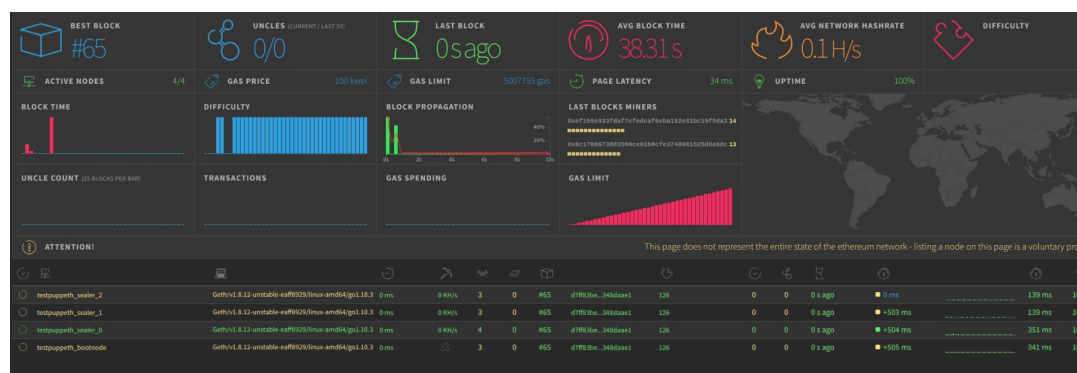 BEST BLOCK
#65
UNCLES (CURRENT / LAST 50)
0/0
LAST BLOCK
0 s ago
AVG BLOCK TIME
38.31 s
AVG NETWORK HASHRATE
0.1 H/s
DIFFICULTY
ACTIVE NODES 4/4
GAS PRICE 100 kwei
GAS LIMIT 5007755 gas
PAGE LATENCY 34 ms
UPTIME 100%
BLOCK TIME
DIFFICULTY
BLOCK PROPAGATION
40%
20%
0s 2s 4s 6s 8s 10s
LAST BLOCKS MINERS
14
13
UNCLE COUNT (25 BLOCKS PER BAR)
TRANSACTIONS
GAS SPENDING
GAS LIMIT
ATTENTION!
This page does not represent the entire state of the ethereum network - listing a node on this page is a voluntary pro
testpuppeth_sealer_2 Geth/v1.8.12-unstable-eaff8929/linux-amd64/go1.10.3 0 ms 0 KH/s 3 0 #65 d7ff83be...348daae1 126 0 0 0 s ago 0 ms 139 ms
testpuppeth_sealer_1 Geth/v1.8.12-unstable-eaff8929/linux-amd64/go1.10.3 0 ms 0 KH/s 3 0 #65 d7ff83be...348daae1 126 0 0 0 s ago +503 ms 139 ms
testpuppeth_sealer_0 Geth/v1.8.12-unstable-eaff8929/linux-amd64/go1.10.3 0 ms 0 KH/s 4 0 #65 d7ff83be...348daae1 126 0 0 0 s ago +504 ms 351 ms
testpuppeth_bootnode Geth/v1.8.12-unstable-eaff8929/linux-amd64/go1.10.3 0 ms 3 0 #65 d7ff83be...348daae1 126 0 0 0 s ago +505 ms 341 ms